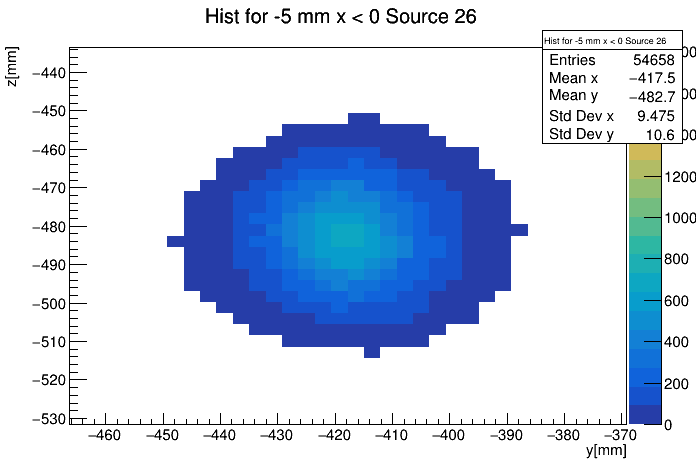 Hist for -5 mm x < 0 Source 26
z[mm]
Hist for -5 mm x < 0 Source 26
Entries 54658
Mean x −417.5
Mean y −482.7
Std Dev x 9.475
Std Dev y 10.6
−440
−450
−460
−470
−480
−490
−500
−510
−520
−530
1200
1000
800
600
400
200
0
−460 −450 −440 −430 −420 −410 −400 −390 −380 −370
y[mm]